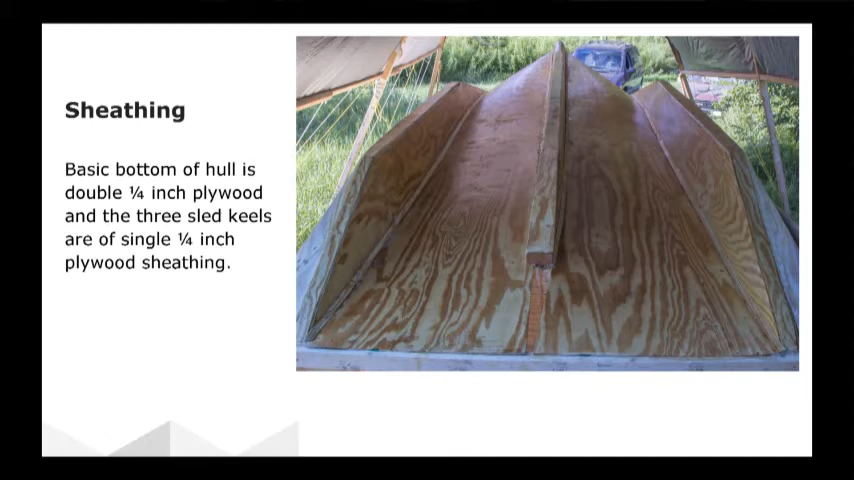 Sheathing
Basic bottom of hull is
double ¼ inch plywood
and the three sled keels
are of single ¼ inch
plywood sheathing.